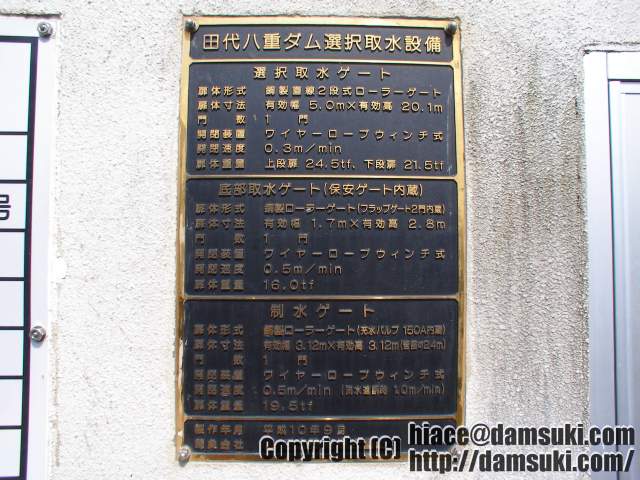 田代八重ダム選択取水設備
選択取水ゲート
扉体形式 鋼製直線2段式ローラーゲート
扉体寸法 有効幅 5.0m×有効高 20.1m
門数 1 門
開閉装置 ワイヤーロープウィンチ式
開閉速度 0.3m/min
扉体重量 上段扉 24.5tf、下段扉 21.5tf
底部取水ゲート(保安ゲート内蔵)
扉体形式 鋼製ローラーゲート(フラップゲート2門内蔵)
扉体寸法 有効幅 1.7m×有効高 2.8m
門数 1 門
開閉装置 ワイヤーロープウィンチ式
開閉速度 0.5m/min
扉体重量 16.0tf
制水ゲート
扉体形式 鋼製ローラーゲート(充水バルブ 150A内蔵)
扉体寸法 有効幅 3.12m×有効高 3.12m
門数 1 門
開閉装置 ワイヤーロープウィンチ式
開閉速度 0.5m/min
扉体重量 19.5tf
製作年月 平成10年9月
号
Copyright (C) hiace@damsuki.com
http://damsuki.com/